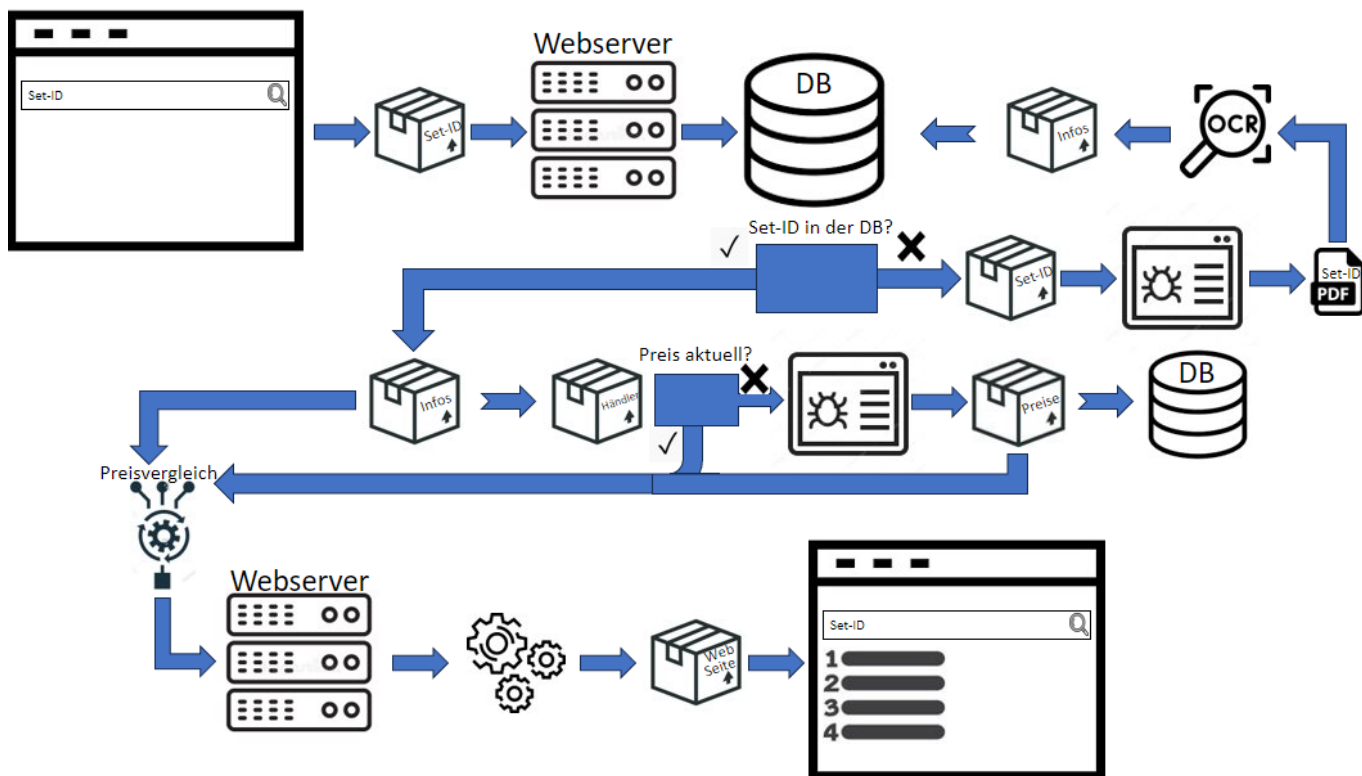 Set-ID
Set-ID
Webserver
DB
Infos
OCR
Set-ID in der DB?
Set-ID
Set-ID
PDF
Infos
Händler
Preis aktuell?
Preise
DB
Preisvergleich
Webserver
Web
Seite
Set-ID
1
2
3
4